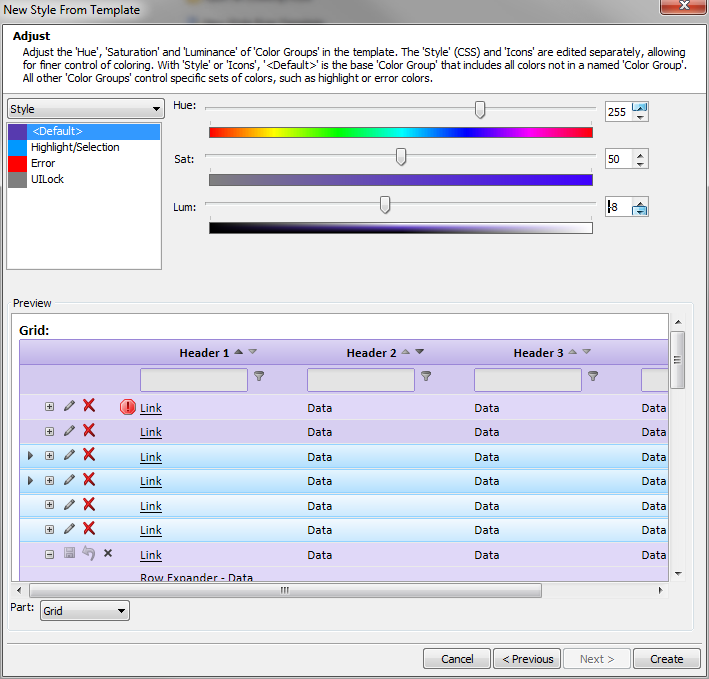 New Style From Template
Adjust
Adjust the 'Hue', 'Saturation' and 'Luminance' of 'Color Groups' in the template. The 'Style' (CSS) and 'Icons' are edited separately, allowing
for finer control of coloring. With 'Style' or 'Icons', '<Default>' is the base 'Color Group' that includes all colors not in a named 'Color Group'.
All other 'Color Groups' control specific sets of colors, such as highlight or error colors.
Style
<Default>
Highlight/Selection
Error
UILock
Hue:
255
Sat:
50
Lum:
-8
Preview
Grid:
Header 1 Header 2 Header 3
Link Data Data Data
Link Data Data Data
Link Data Data Data
Link Data Data Data
Link Data Data Data
Link Data Data Data
Link Data Data Data
Row Expander - Data
Part: Grid
Cancel < Previous Next > Create